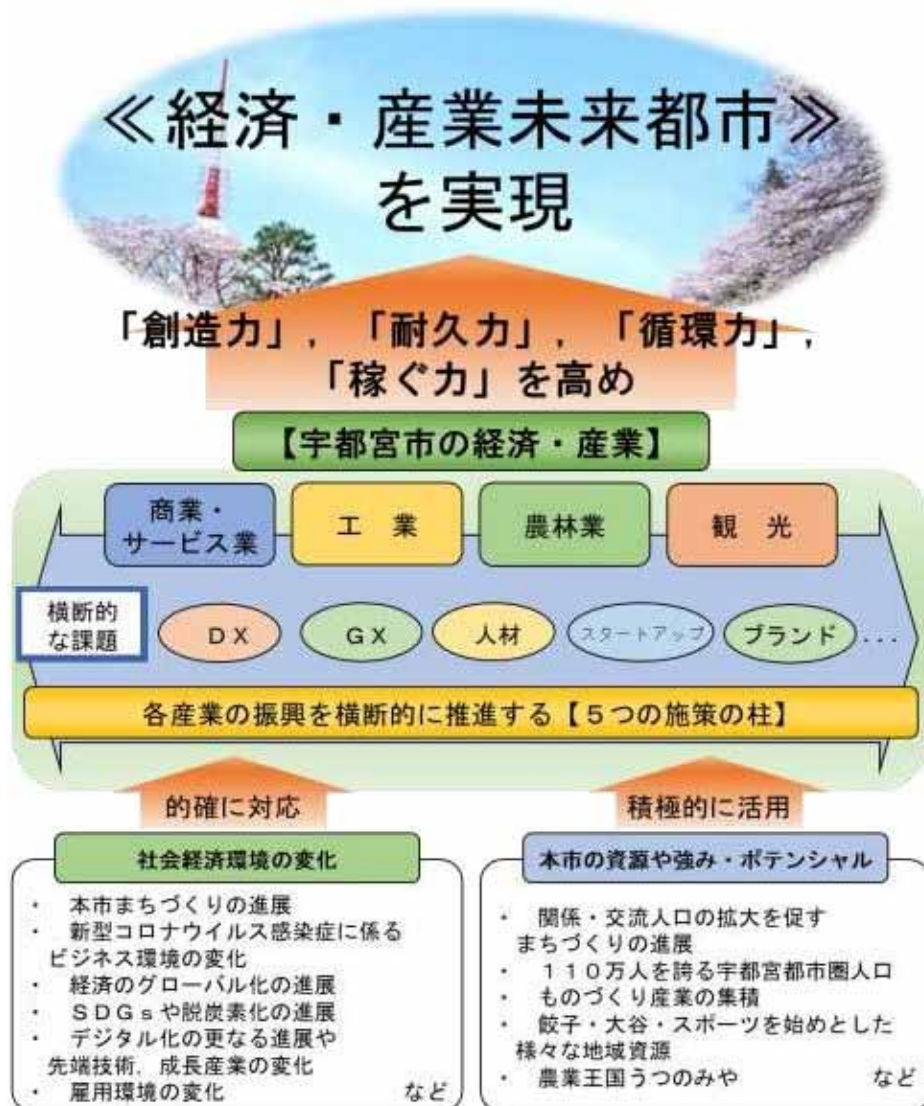 ≪経済・産業未来都市≫
を実現
「創造力」，「耐久力」，「循環力」，
「稼ぐ力」を高め
【宇都宮市の経済・産業】
商業・
サービス業
工　業
農林業
観　光
横断的
な課題
ＤＸ
ＧＸ
人材
スタートアップ
ブランド
...
各産業の振興を横断的に推進する【５つの施策の柱】
的確に対応
積極的に活用
社会経済環境の変化
・　本市まちづくりの進展
・　新型コロナウイルス感染症に係る
ビジネス環境の変化
・　経済のグローバル化の進展
・　ＳＤＧｓや脱炭素化の進展
・　デジタル化の更なる進展や
先端技術，成長産業の変化
・　雇用環境の変化　など
本市の資源や強み・ポテンシャル
・　関係・交流人口の拡大を促す
まちづくりの進展
・　１１０万人を誇る宇都宮都市圏人口
・　ものづくり産業の集積
・　餃子・大谷・スポーツを始めとした
様々な地域資源
・　農業王国うつのみや　など